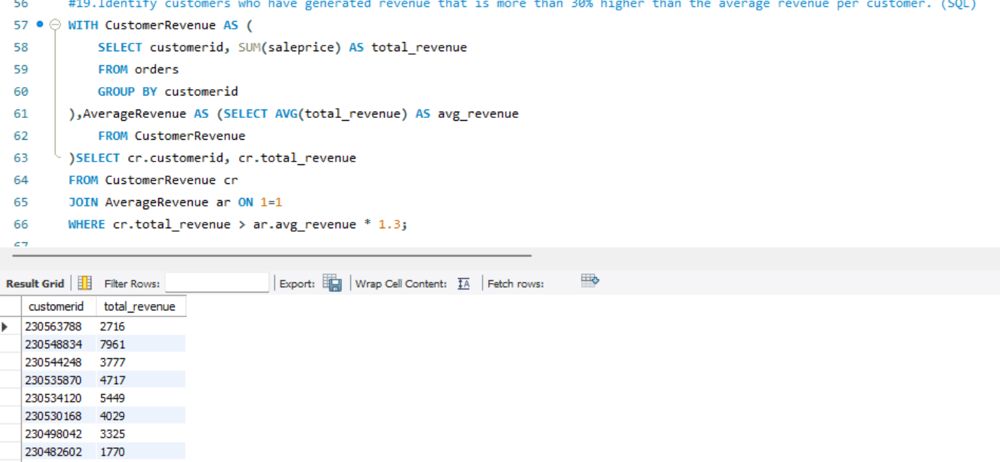 56 #19.Identify customers who have generated revenue that is more than 30% higher than the average revenue per customer. (SQL)
57 WITH CustomerRevenue AS (
58 SELECT customerid, SUM(saleprice) AS total_revenue
59 FROM orders
60 GROUP BY customerid
61 ),AverageRevenue AS (SELECT AVG(total_revenue) AS avg_revenue
62 FROM CustomerRevenue
63 )SELECT cr.customerid, cr.total_revenue
64 FROM CustomerRevenue cr
65 JOIN AverageRevenue ar ON 1=1
66 WHERE cr.total_revenue > ar.avg_revenue * 1.3;
67
Result Grid Filter Rows: Export: Wrap Cell Content: IA Fetch rows:
customerid total_revenue
230563788 2716
230548834 7961
230544248 3777
230535870 4717
230534120 5449
230530168 4029
230498042 3325
230482602 1770